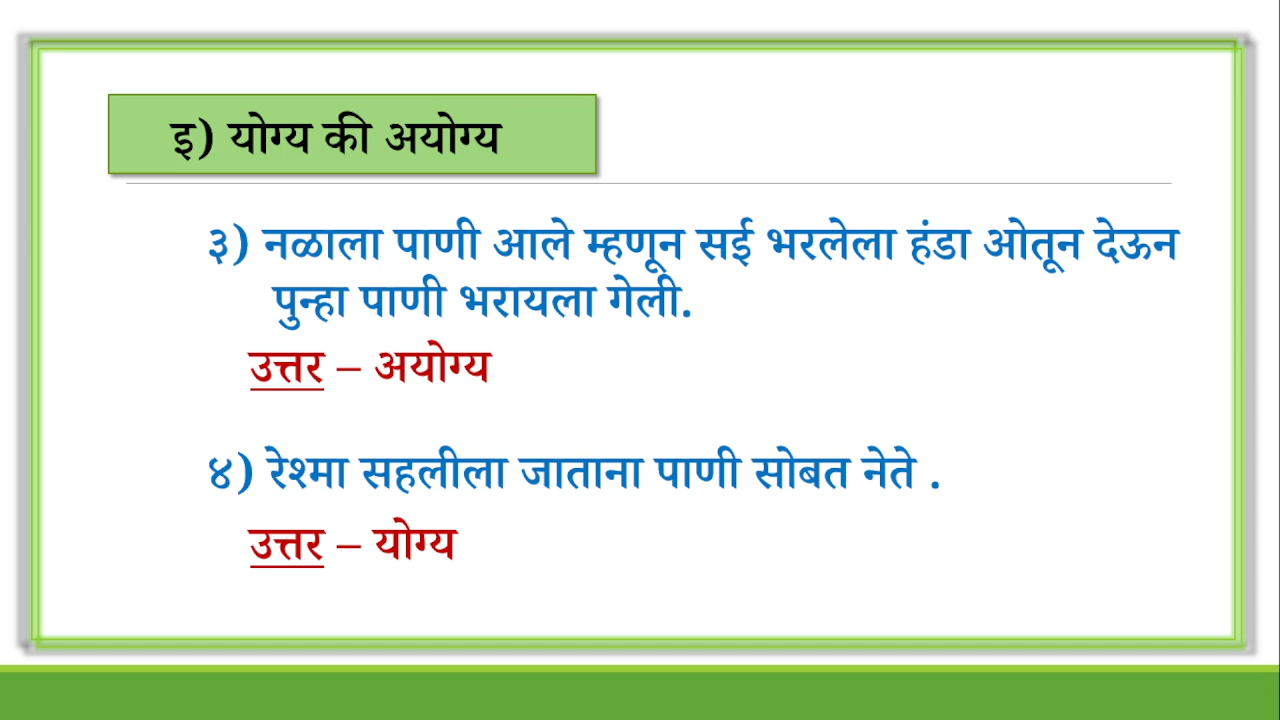 इ) योग्य की अयोग्य
३) नळाला पाणी आले म्हणून सई भरलेला हंडा ओतून देऊन
पुन्हा पाणी भरायला गेली.
उत्तर – अयोग्य
४) रेश्मा सहलीला जाताना पाणी सोबत नेते .
उत्तर – योग्य